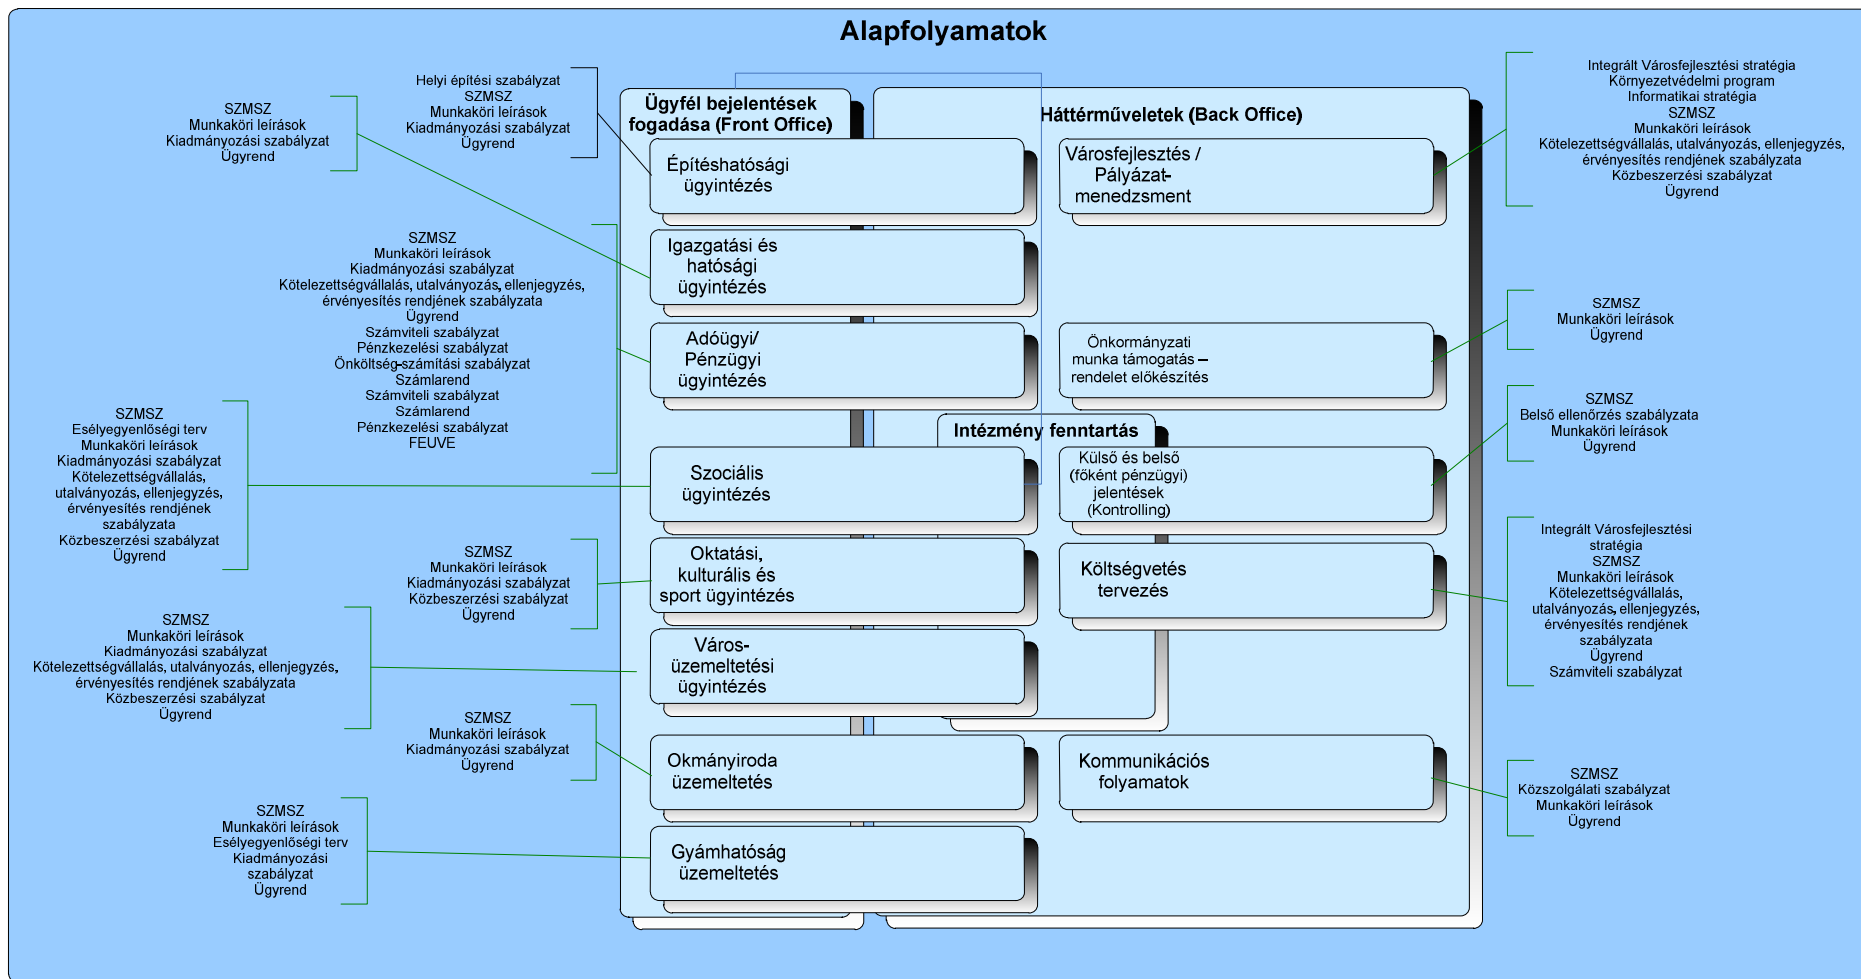 Alapfolyamatok
Helyi építési szabályzat
SZMSZ
Munkaköri leírások
Kiadmányozási szabályzat
Ügyrend
SZMSZ
Munkaköri leírások
Kiadmányozási szabályzat
Ügyrend
SZMSZ
Munkaköri leírások
Kiadmányozási szabályzat
Kötelezettségvállalás, utalványozás, ellenjegyzés,
érvényesítés rendjének szabályzata
Ügyrend
Számviteli szabályzat
Pénzkezelési szabályzat
Önköltség-számítási szabályzat
Számlarend
Számviteli szabályzat
Számlarend
Pénzkezelési szabályzat
FEUVE
SZMSZ
Esélyegyenlőségi terv
Munkaköri leírások
Kiadmányozási szabályzat
Kötelezettségvállalás,
utalványozás, ellenjegyzés,
érvényesítés rendjének
szabályzata
Közbeszerzési szabályzat
Ügyrend
SZMSZ
Munkaköri leírások
Kiadmányozási szabályzat
Közbeszerzési szabályzat
Ügyrend
SZMSZ
Munkaköri leírások
Kiadmányozási szabályzat
Kötelezettségvállalás, utalványozás, ellenjegyzés,
érvényesítés rendjének szabályzata
Közbeszerzési szabályzat
Ügyrend
SZMSZ
Munkaköri leírások
Kiadmányozási szabályzat
Ügyrend
SZMSZ
Munkaköri leírások
Esélyegyenlőségi terv
Kiadmányozási
szabályzat
Ügyrend
Ügyfél bejelentések
fogadása (Front Office)
Építéshatósági
ügyintézés
Igazgatási és
hatósági
ügyintézés
Adóügyi/
Pénzügyi
ügyintézés
Szociális
ügyintézés
Oktatási,
kulturális és
sport ügyintézés
Város-
üzemeltetési
ügyintézés
Okmányiroda
üzemeltetés
Gyámhatóság
üzemeltetés
Háttérműveletek (Back Office)
Városfejlesztés /
Pályázat-
menedzsment
Önkormányzati
munka támogatás –
rendelet előkészítés
Intézmény fenntartás
Külső és belső
(főként pénzügyi)
jelentések
(Kontrolling)
Költségvetés
tervezés
Kommunikációs
folyamatok
Integrált Városfejlesztési stratégia
Környezetvédelmi program
Informatikai stratégia
SZMSZ
Munkaköri leírások
Kötelezettségvállalás, utalványozás, ellenjegyzés,
érvényesítés rendjének szabályzata
Közbeszerzési szabályzat
Ügyrend
SZMSZ
Munkaköri leírások
Ügyrend
SZMSZ
Belső ellenőrzés szabályzata
Munkaköri leírások
Ügyrend
Integrált Városfejlesztési
stratégia
SZMSZ
Munkaköri leírások
Kötelezettségvállalás,
utalványozás, ellenjegyzés,
érvényesítés rendjének
szabályzata
Ügyrend
Számviteli szabályzat
SZMSZ
Közszolgálati szabályzat
Munkaköri leírások
Ügyrend